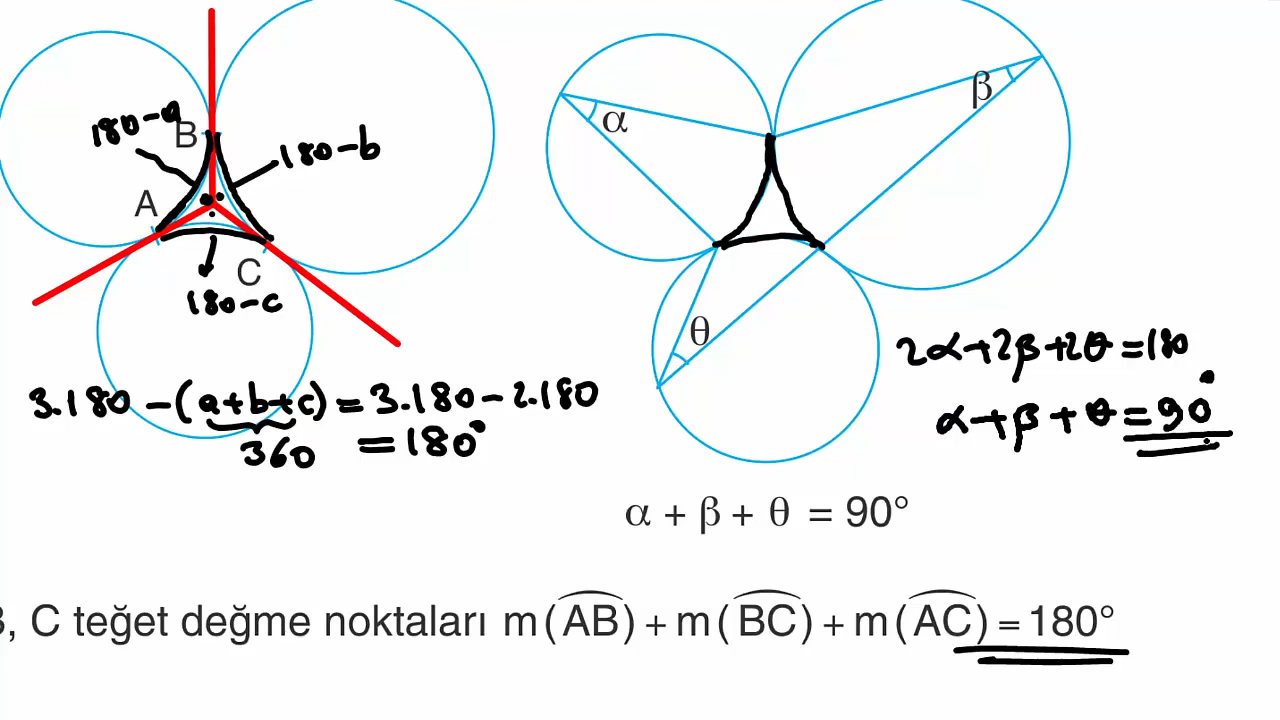 180-a
B
180-b
A
C
180-c
3.180 - (a+b+c) = 3.180 - 2.180
360
= 180°
α
β
θ
2α+2β+2θ = 180
α+β+θ = 90°
α + β + θ = 90°
, C teğet değme noktaları m(AB) + m(BC) + m(AC) = 180°